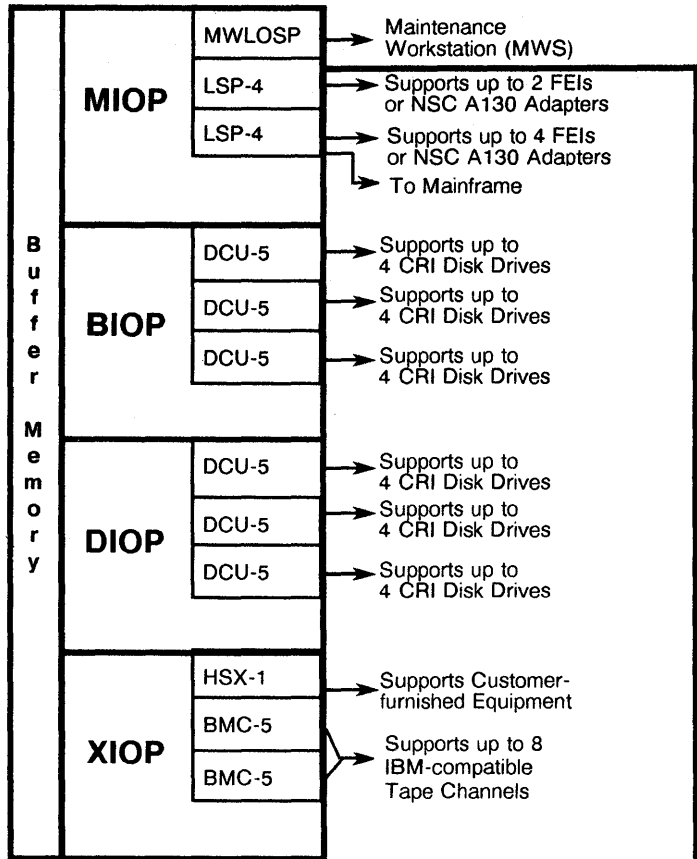 Buffer Memory
MIOP
MWLOSP
Maintenance
Workstation (MWS)
LSP-4
Supports up to 2 FEIs
or NSC A130 Adapters
LSP-4
Supports up to 4 FEIs
or NSC A130 Adapters
To Mainframe
BIOP
DCU-5
Supports up to
4 CRI Disk Drives
DCU-5
Supports up to
4 CRI Disk Drives
DCU-5
Supports up to
4 CRI Disk Drives
DIOP
DCU-5
Supports up to
4 CRI Disk Drives
DCU-5
Supports up to
4 CRI Disk Drives
DCU-5
Supports up to
4 CRI Disk Drives
XIOP
HSX-1
Supports Customer-
furnished Equipment
BMC-5
BMC-5
Supports up to 8
IBM-compatible
Tape Channels